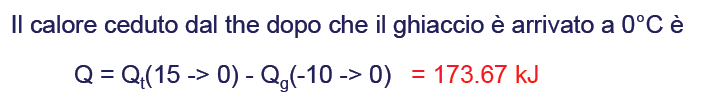 Il calore ceduto dal the dopo che il ghiaccio è arrivato a 0°C è
Q = Qt(15 -> 0) - Qg(-10 -> 0) = 173.67 kJ